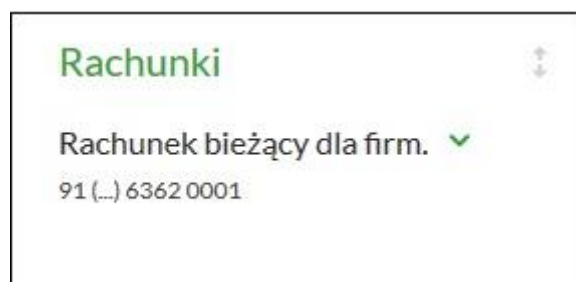 Rachunki
Rachunek bieżący dla firm.
91 (...) 6362 0001